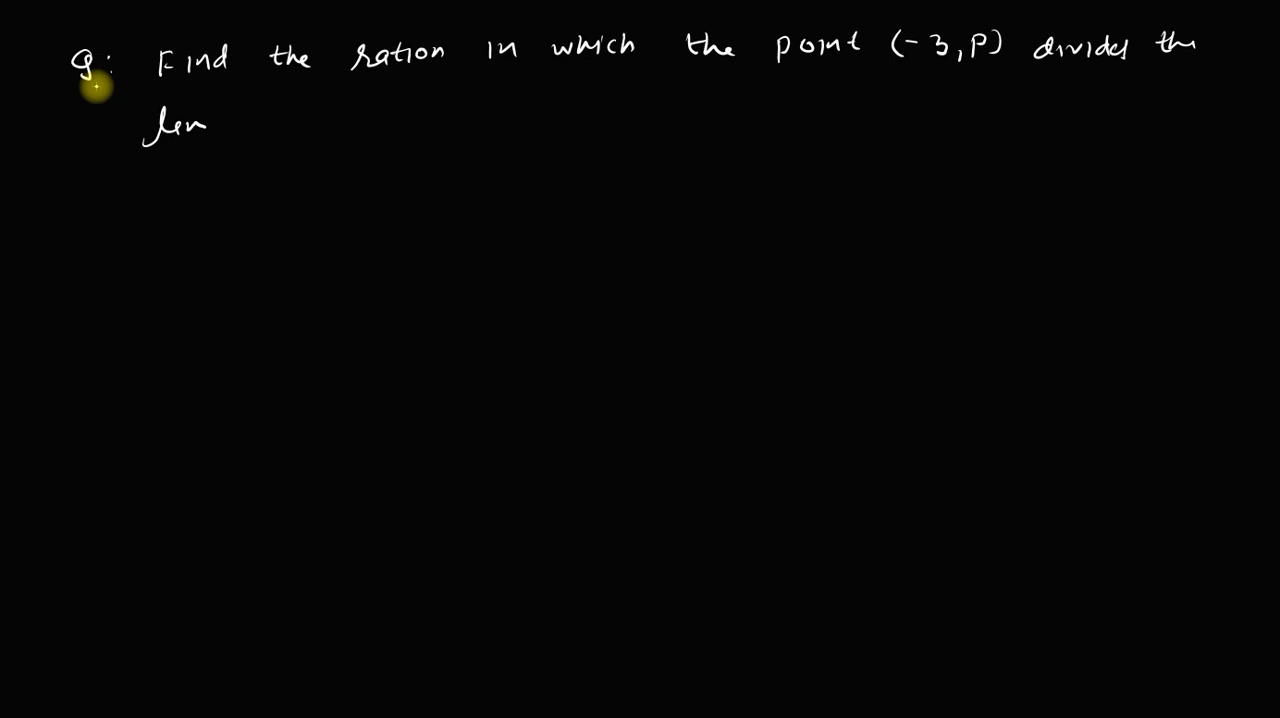 Q: Find the ration in which the point (-3, P) divides the
len